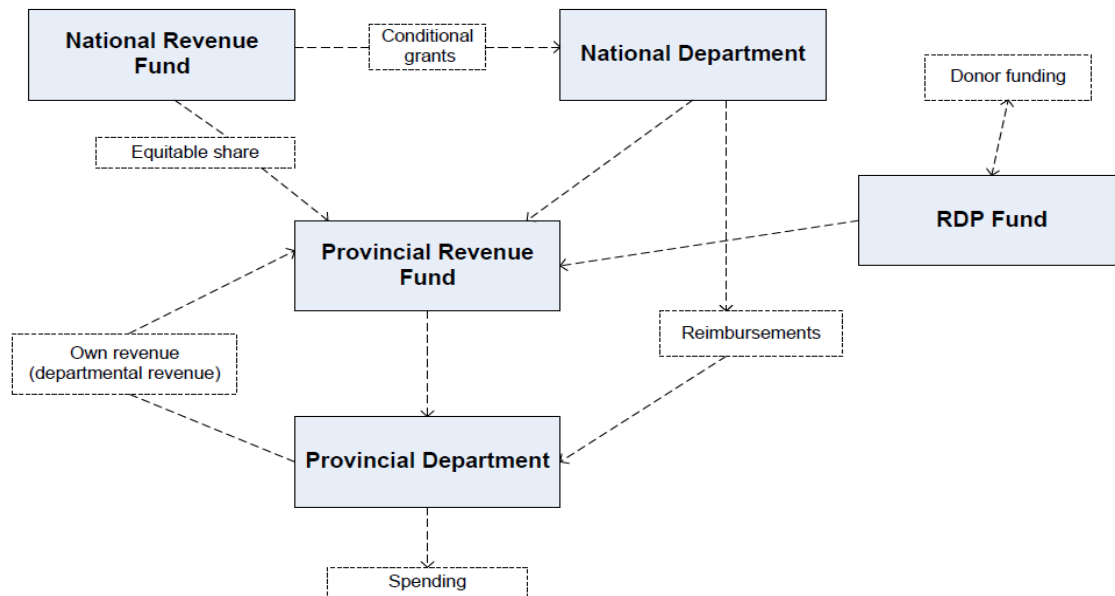 National Revenue
Fund
Conditional
grants
National Department
Donor funding
Equitable share
RDP Fund
Provincial Revenue
Fund
Reimbursements
Own revenue
(departmental revenue)
Provincial Department
Spending